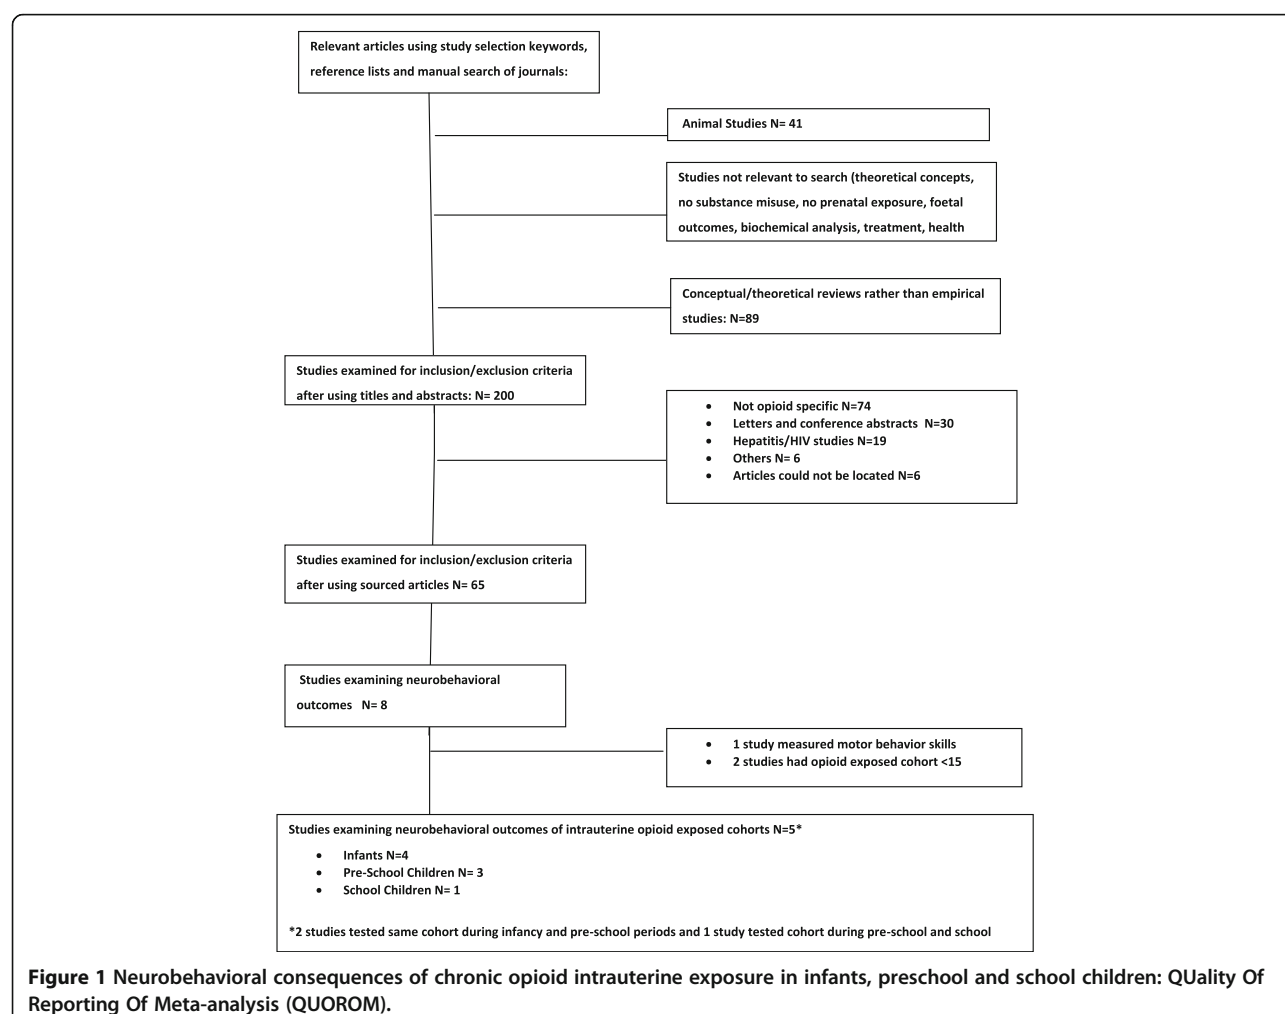 Relevant articles using study selection keywords,
reference lists and manual search of journals:
Animal Studies N= 41
Studies not relevant to search (theoretical concepts,
no substance misuse, no prenatal exposure, foetal
outcomes, biochemical analysis, treatment, health
Conceptual/theoretical reviews rather than empirical
studies: N=89
Studies examined for inclusion/exclusion criteria
after using titles and abstracts: N= 200
• Not opioid specific N=74
• Letters and conference abstracts N=30
• Hepatitis/HIV studies N=19
• Others N= 6
• Articles could not be located N=6
Studies examined for inclusion/exclusion criteria
after using sourced articles N= 65
Studies examining neurobehavioral
outcomes N= 8
• 1 study measured motor behavior skills
• 2 studies had opioid exposed cohort <15
Studies examining neurobehavioral outcomes of intrauterine opioid exposed cohorts N=5*
• Infants N=4
• Pre-School Children N= 3
• School Children N= 1
*2 studies tested same cohort during infancy and pre-school periods and 1 study tested cohort during pre-school and school
Figure 1 Neurobehavioral consequences of chronic opioid intrauterine exposure in infants, preschool and school children: QUality Of
Reporting Of Meta-analysis (QUOROM).